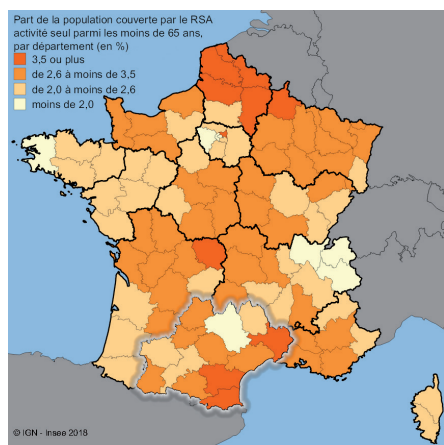 Part de la population couverte par le RSA
activité seul parmi les moins de 65 ans,
par département (en %)
3,5 ou plus
de 2,6 à moins de 3,5
de 2,0 à moins de 2,6
moins de 2,0
© IGN - Insee 2018